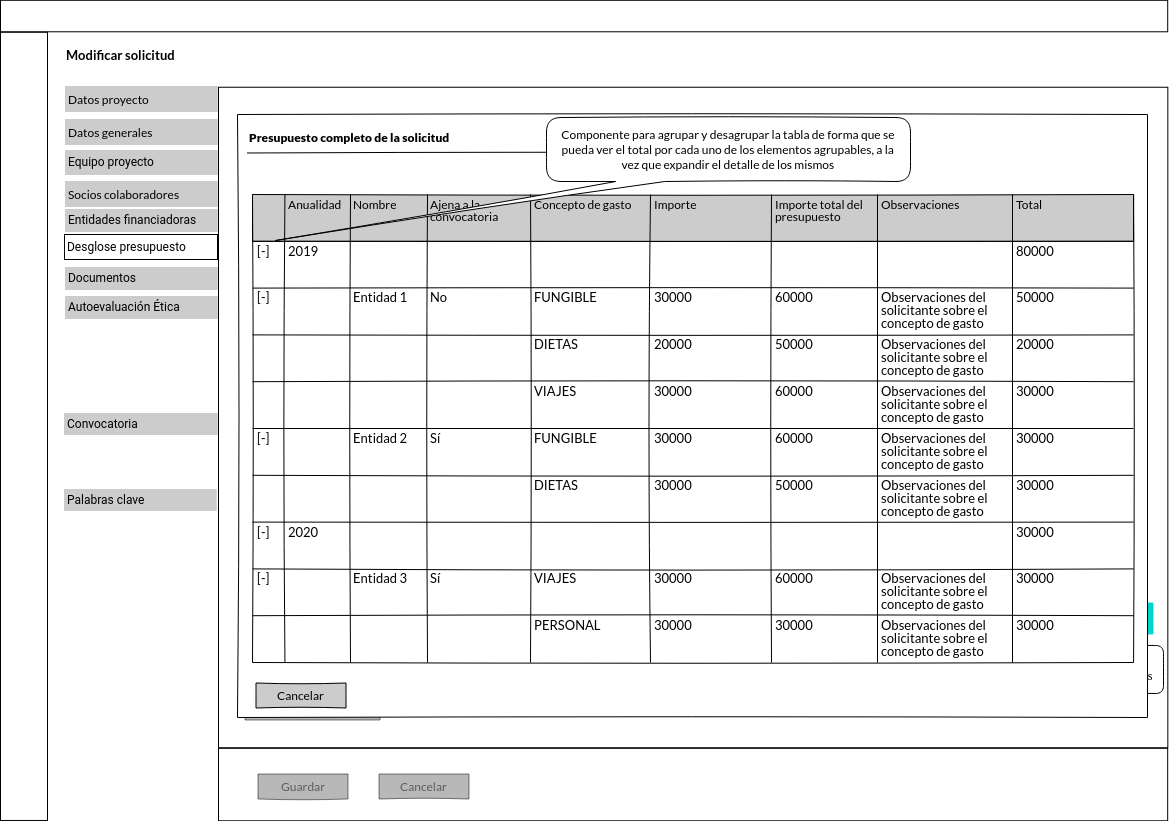 Modificar solicitud
Datos proyecto
Datos generales
Equipo proyecto
Socios colaboradores
Entidades financiadoras
Desglose presupuesto
Documentos
Autoevaluación Ética
Convocatoria
Palabras clave
Presupuesto completo de la solicitud
Componente para agrupar y desagrupar la tabla de forma que se
pueda ver el total por cada uno de los elementos agrupables, a la
vez que expandir el detalle de los mismos
Anualidad Nombre Ajena a la convocatoria Concepto de gasto Importe Importe total del presupuesto Observaciones Total
[-] 2019 80000
[-] Entidad 1 No FUNGIBLE 30000 60000 Observaciones del solicitante sobre el concepto de gasto 50000
DIETAS 20000 50000 Observaciones del solicitante sobre el concepto de gasto 20000
VIAJES 30000 60000 Observaciones del solicitante sobre el concepto de gasto 30000
[-] Entidad 2 Sí FUNGIBLE 30000 60000 Observaciones del solicitante sobre el concepto de gasto 30000
DIETAS 30000 50000 Observaciones del solicitante sobre el concepto de gasto 30000
[-] 2020 30000
[-] Entidad 3 Sí VIAJES 30000 60000 Observaciones del solicitante sobre el concepto de gasto 30000
PERSONAL 30000 30000 Observaciones del solicitante sobre el concepto de gasto 30000
Cancelar
Guardar Cancelar